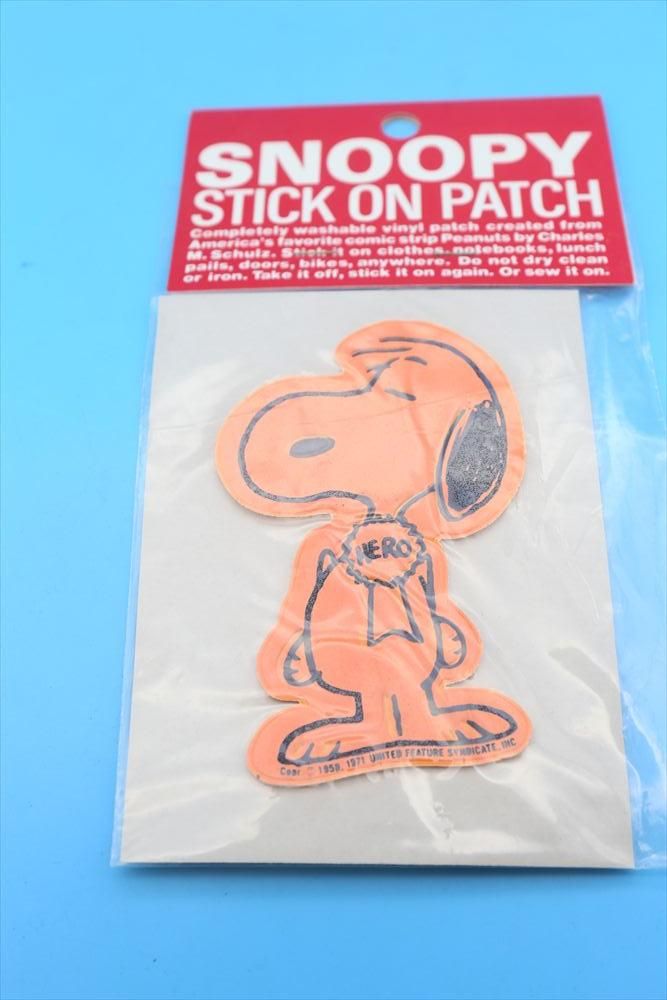 SNOOPY
STICK ON PATCH
Completely washable vinyl patch created from
America's favorite comic strip Peanuts by Charles
M. Schulz. Stick it on clothes, notebooks, lunch
pails, doors, bikes, anywhere. Do not dry clean
or iron. Take it off, stick it on again. Or sew it on.
HERO
Copr. © 1958, 1971 UNITED FEATURE SYNDICATE, INC